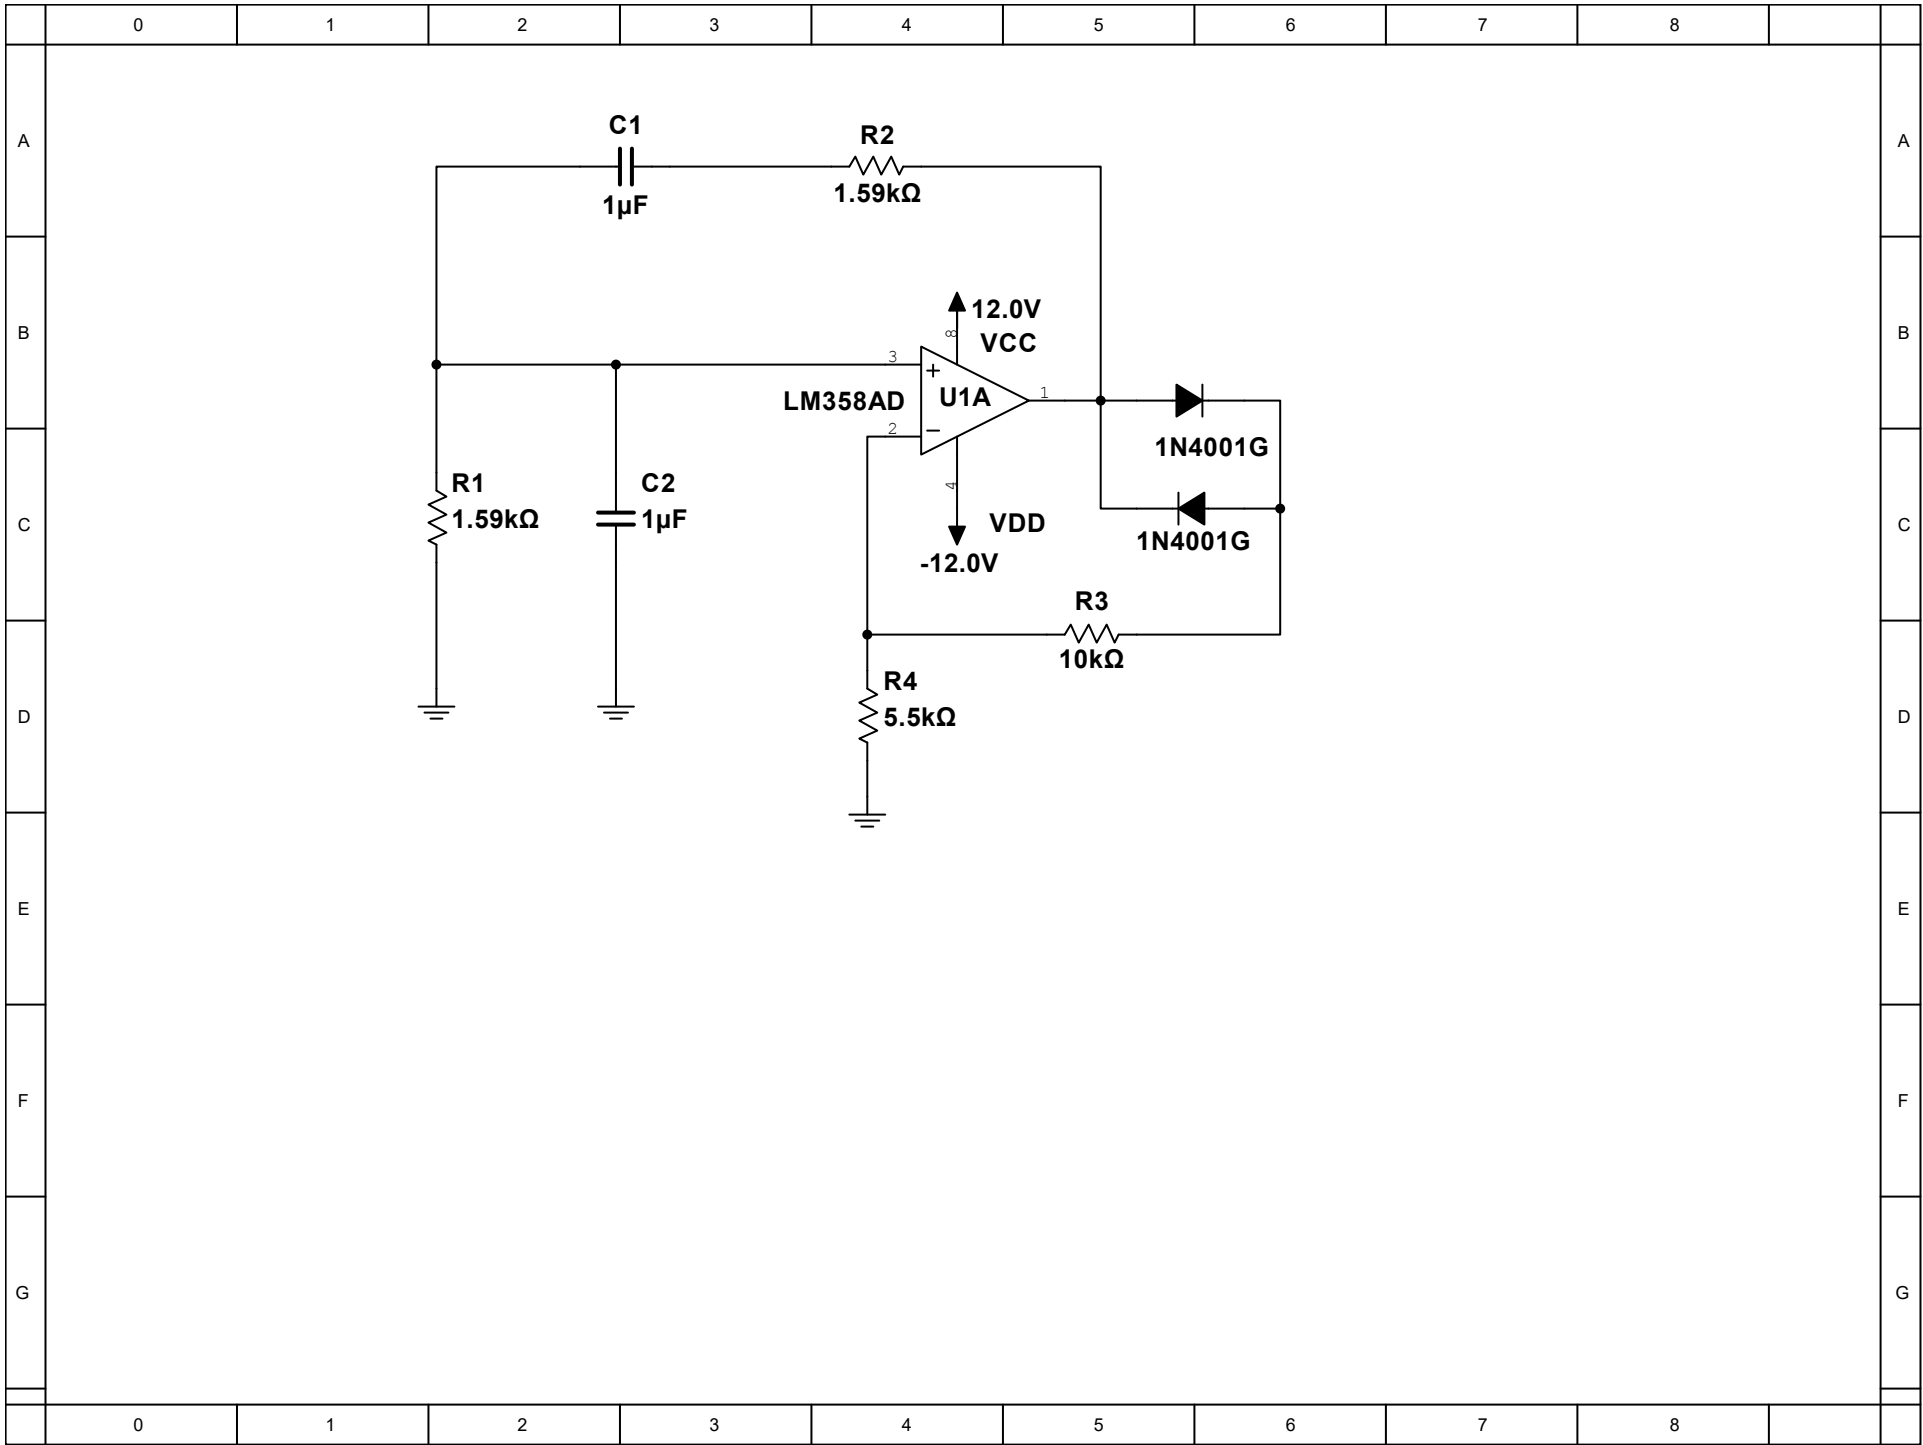 0 1 2 3 4 5 6 7 8
A A
C1
R2
1.59kΩ
1µF
B B
12.0V
8
VCC
3
+
LM358AD
U1A
1
2
−
1N4001G
4
R1
1.59kΩ
C2
1µF
C C
VDD
1N4001G
-12.0V
R3
10kΩ
R4
5.5kΩ
D D
E E
F F
G G
0 1 2 3 4 5 6 7 8